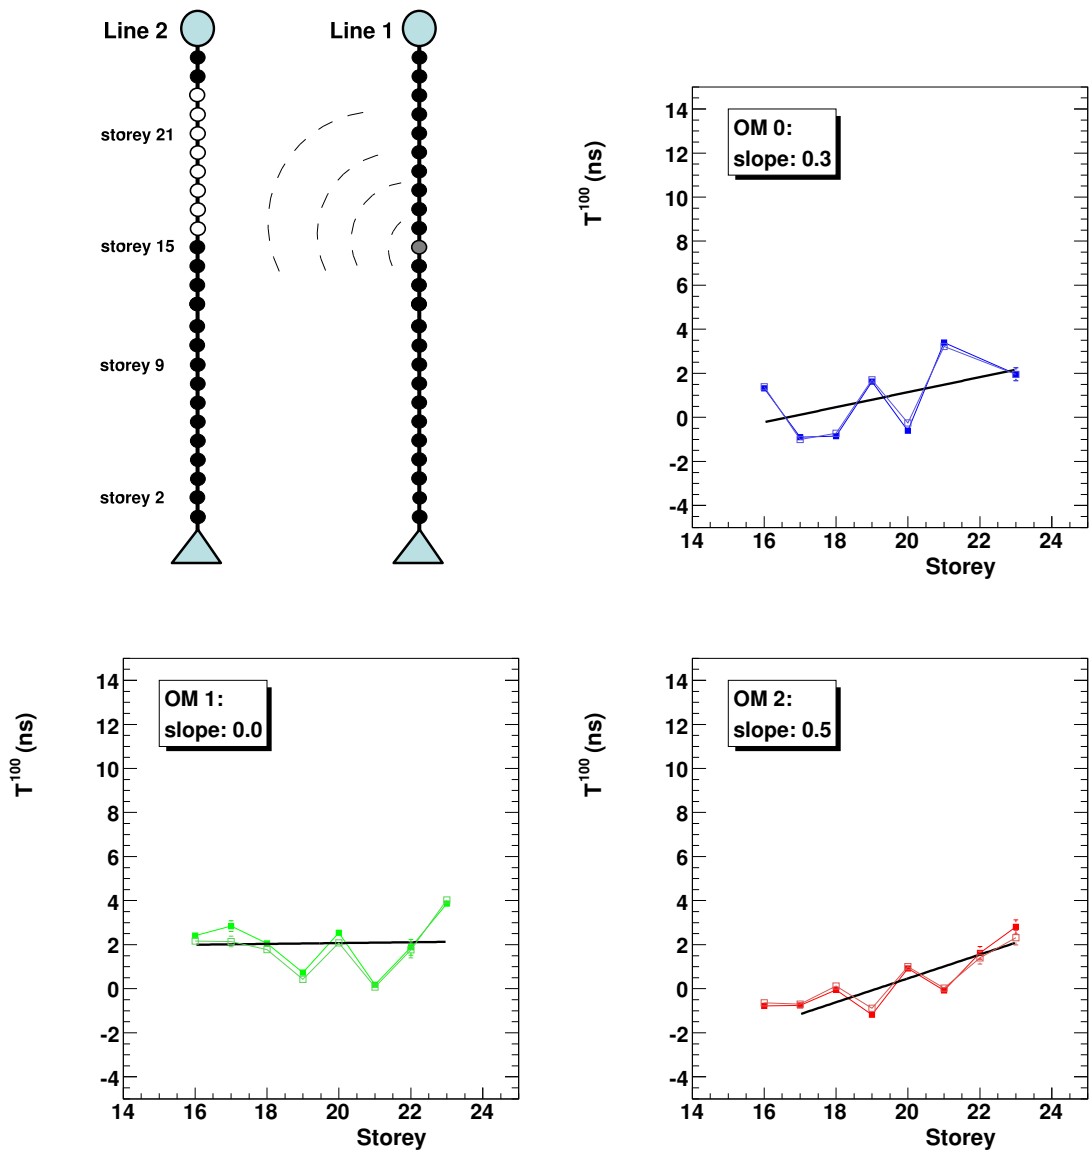 Line 2
Line 1
storey 21
storey 15
storey 9
storey 2
OM 0:
slope: 0.3
T^100 (ns)
14
12
10
8
6
4
2
0
-2
-4
14 16 18 20 22 24
Storey
OM 1:
slope: 0.0
T^100 (ns)
14
12
10
8
6
4
2
0
-2
-4
14 16 18 20 22 24
Storey
OM 2:
slope: 0.5
T^100 (ns)
14
12
10
8
6
4
2
0
-2
-4
14 16 18 20 22 24
Storey